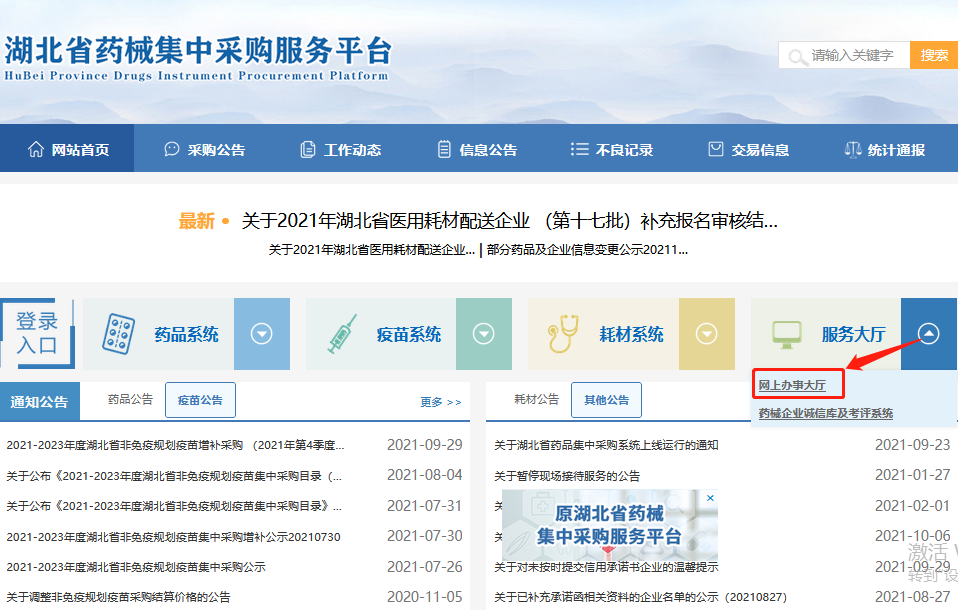 湖北省药械集中采购服务平台
HuBei Province Drugs Instrument Procurement Platform
请输入关键字 搜索
网站首页 采购公告 工作动态 信息公告 不良记录 交易信息 统计通报
最新 • 关于2021年湖北省医用耗材配送企业 （第十七批）补充报名审核结...
关于2021年湖北省医用耗材配送企业... | 部分药品及企业信息变更公示20211...
登录
入口
药品系统 疫苗系统 耗材系统 服务大厅
网上办事大厅
药械企业诚信库及考评系统
通知公告 药品公告 疫苗公告 更多 >>
2021-2023年度湖北省非免疫规划疫苗增补采购 （2021年第4季度... 2021-09-29
关于公布《2021-2023年度湖北省非免疫规划疫苗集中采购目录（... 2021-08-04
关于公布《2021-2023年度湖北省非免疫规划疫苗集中采购目录》... 2021-07-31
2021-2023年度湖北省非免疫规划疫苗集中采购增补公示20210730 2021-07-30
2021-2023年度湖北省非免疫规划疫苗集中采购公示 2021-07-26
关于调整非免疫规划疫苗采购结算价格的公告 2020-11-05
耗材公告 其他公告
关于湖北省药品集中采购系统上线运行的通知 2021-09-23
关于暂停现场接待服务的公告 2021-01-27
2021-02-01
2021-10-06
关于对未按时提交信用承诺书企业的温馨提示 2021-09-29
关于已补充承诺函相关资料的企业名单的公示（20210827） 2021-08-27
原湖北省药械
集中采购服务平台
激活
转到"设